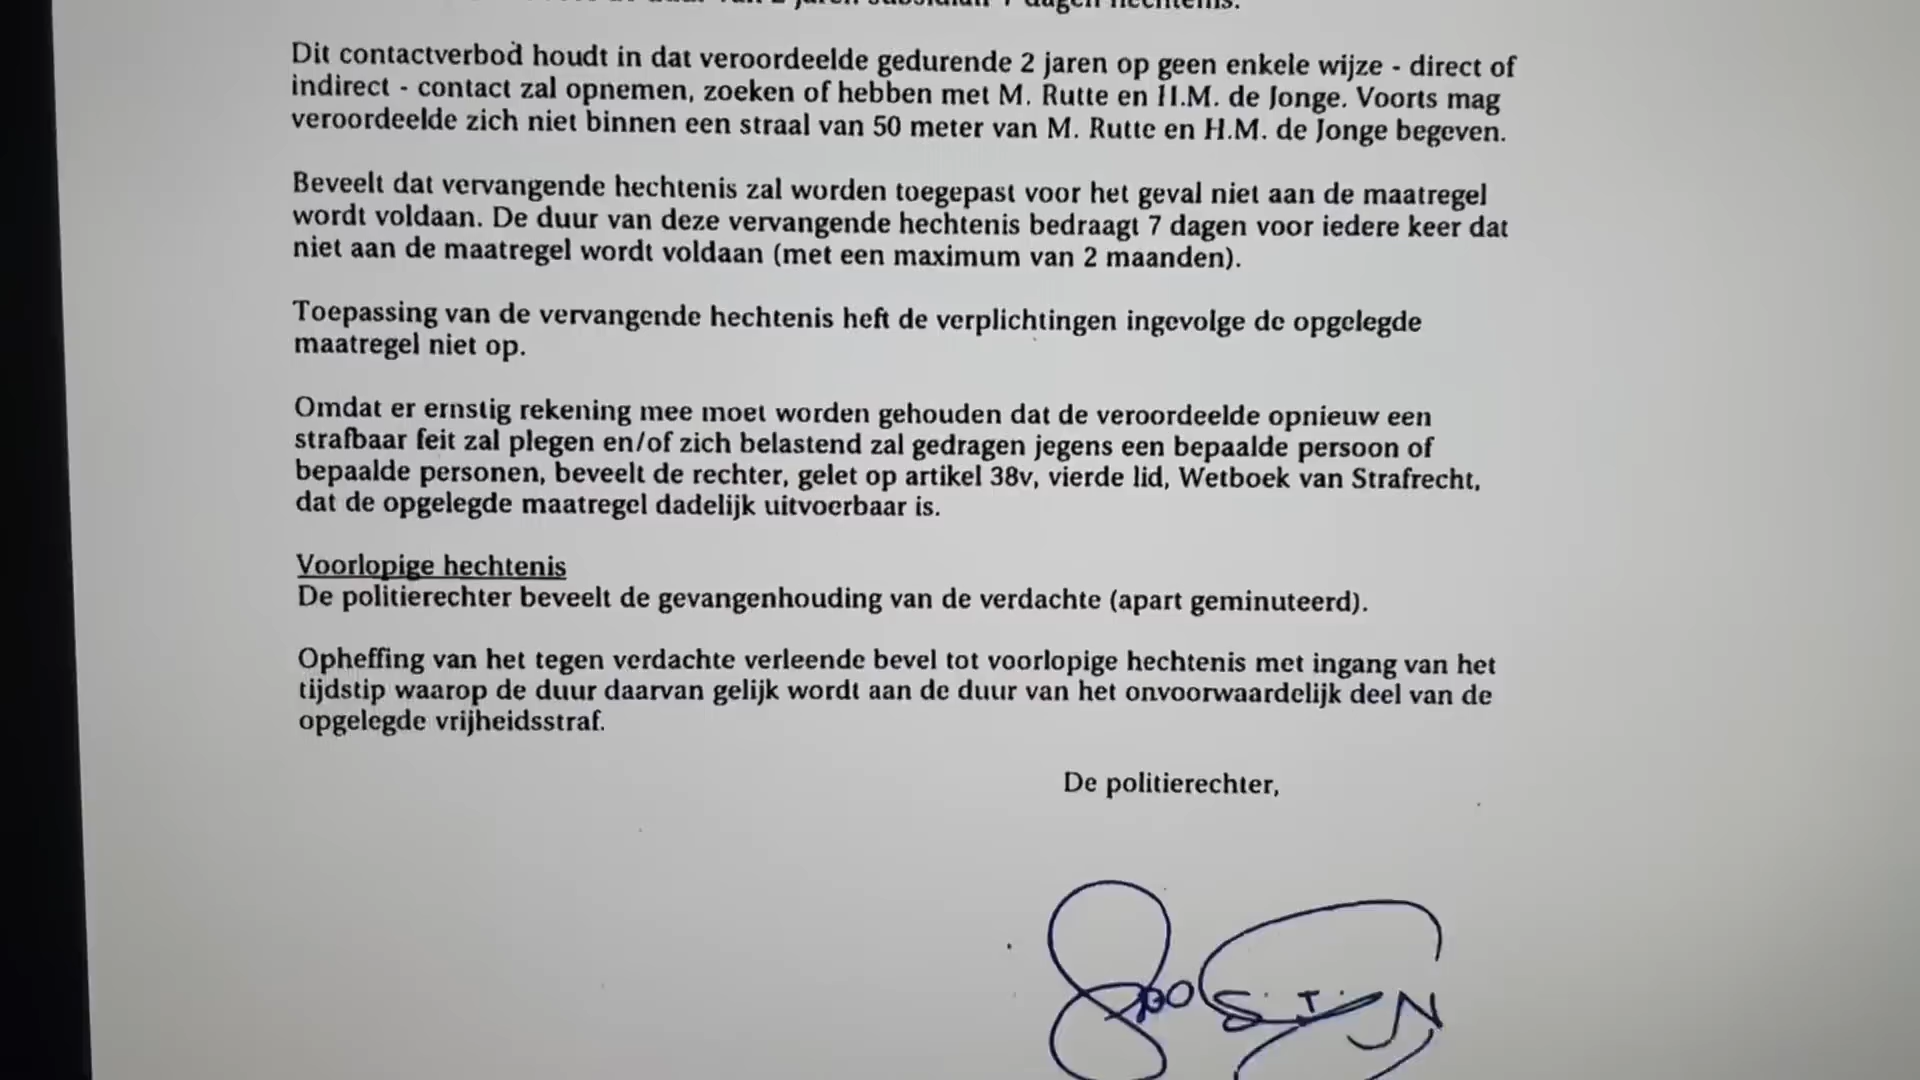 2 jaren subsidiair 7 dagen hechtenis.
Dit contactverbod houdt in dat veroordeelde gedurende 2 jaren op geen enkele wijze - direct of
indirect - contact zal opnemen, zoeken of hebben met M. Rutte en H.M. de Jonge. Voorts mag
veroordeelde zich niet binnen een straal van 50 meter van M. Rutte en H.M. de Jonge begeven.
Beveelt dat vervangende hechtenis zal worden toegepast voor het geval niet aan de maatregel
wordt voldaan. De duur van deze vervangende hechtenis bedraagt 7 dagen voor iedere keer dat
niet aan de maatregel wordt voldaan (met een maximum van 2 maanden).
Toepassing van de vervangende hechtenis heft de verplichtingen ingevolge de opgelegde
maatregel niet op.
Omdat er ernstig rekening mee moet worden gehouden dat de veroordeelde opnieuw een
strafbaar feit zal plegen en/of zich belastend zal gedragen jegens een bepaalde persoon of
bepaalde personen, beveelt de rechter, gelet op artikel 38v, vierde lid, Wetboek van Strafrecht,
dat de opgelegde maatregel dadelijk uitvoerbaar is.
Voorlopige hechtenis
De politierechter beveelt de gevangenhouding van de verdachte (apart geminuteerd).
Opheffing van het tegen verdachte verleende bevel tot voorlopige hechtenis met ingang van het
tijdstip waarop de duur daarvan gelijk wordt aan de duur van het onvoorwaardelijk deel van de
opgelegde vrijheidsstraf.
De politierechter,